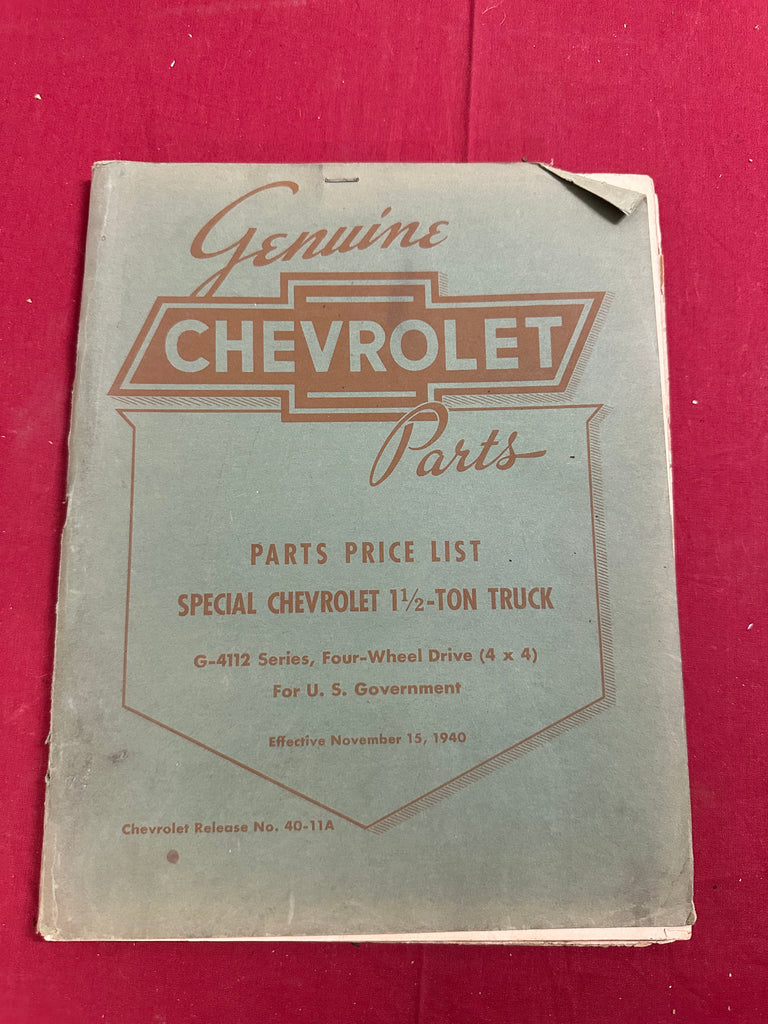 Genuine
CHEVROLET
Parts
PARTS PRICE LIST
SPECIAL CHEVROLET 1½-TON TRUCK
G-4112 Series, Four-Wheel Drive (4 x 4)
For U. S. Government
Effective November 15, 1940
Chevrolet Release No. 40-11A